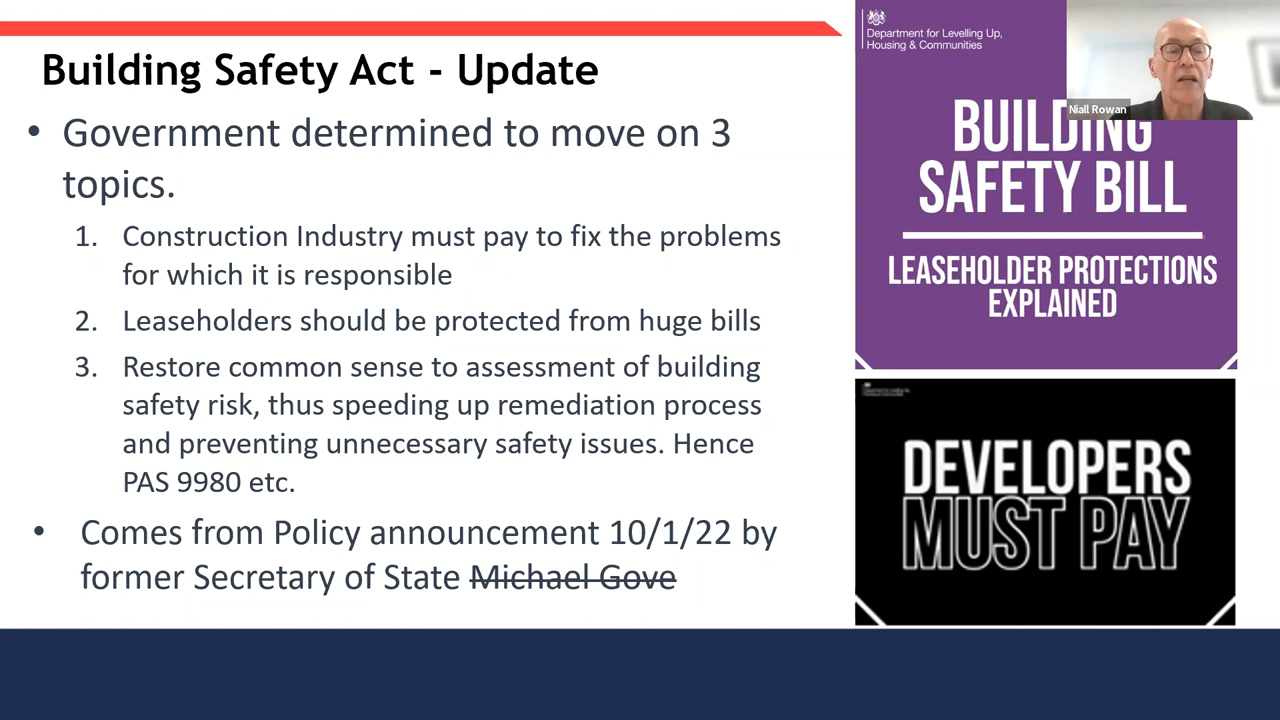 Building Safety Act - Update
• Government determined to move on 3
topics.
1. Construction Industry must pay to fix the problems
for which it is responsible
2. Leaseholders should be protected from huge bills
3. Restore common sense to assessment of building
safety risk, thus speeding up remediation process
and preventing unnecessary safety issues. Hence
PAS 9980 etc.
• Comes from Policy announcement 10/1/22 by
former Secretary of State Michael Gove
Department for Levelling Up,
Housing & Communities
Niall Rowan
BUILDING
SAFETY BILL
LEASEHOLDER PROTECTIONS
EXPLAINED
DEVELOPERS
MUST PAY